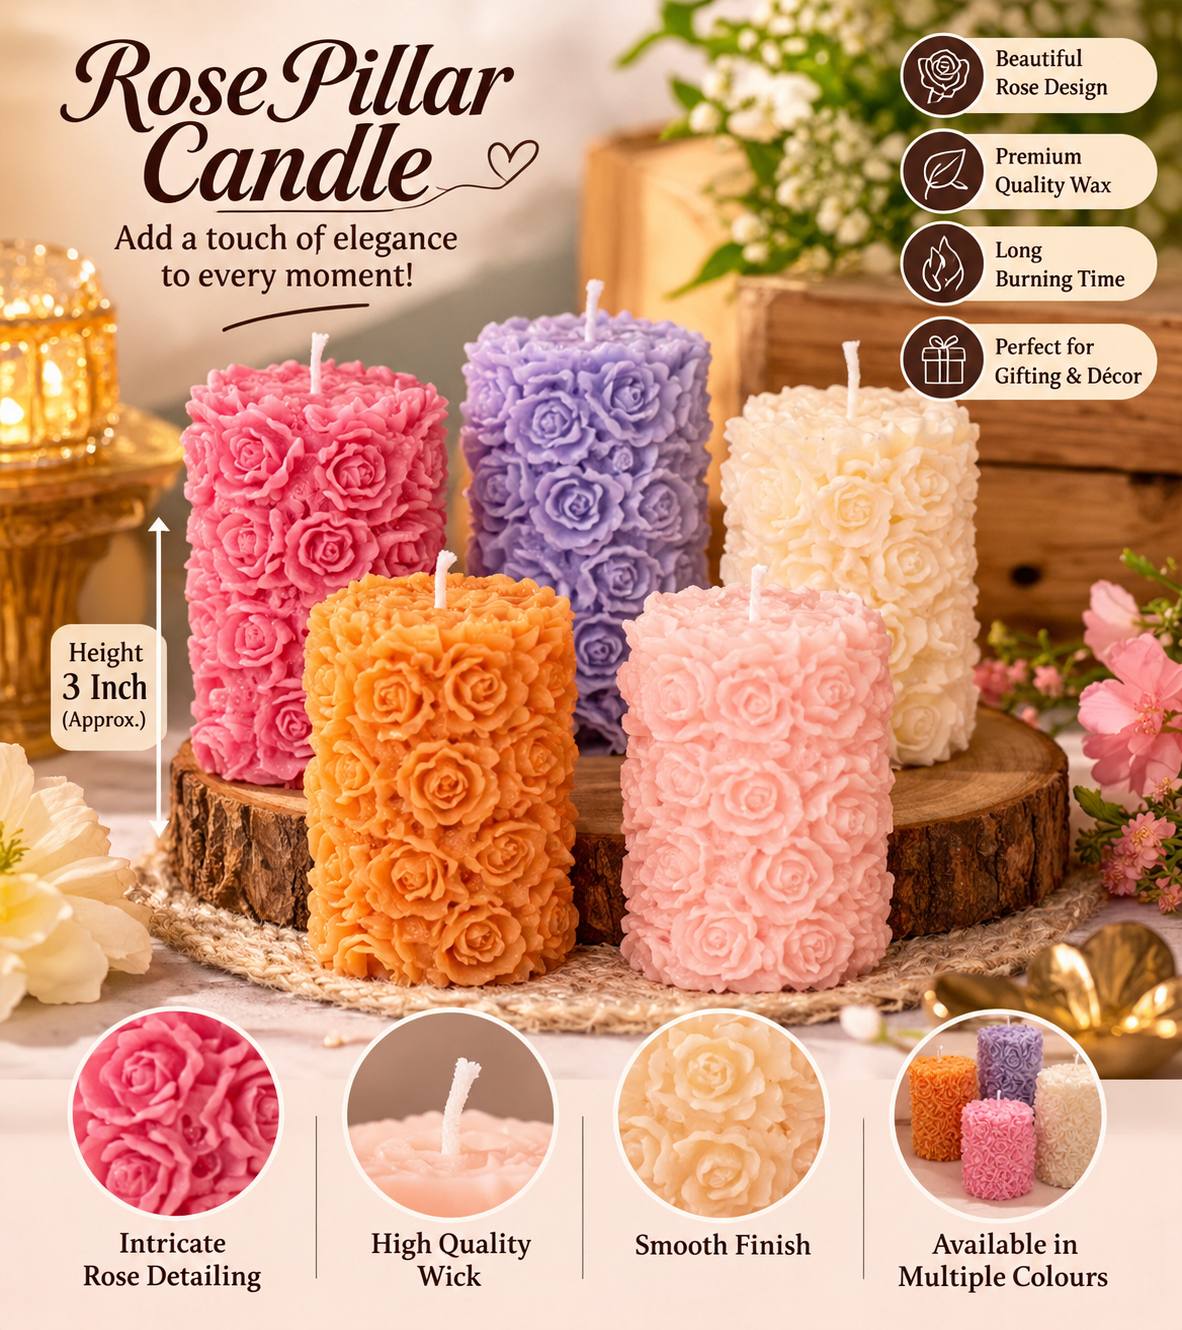 Rose Pillar
Candle
Add a touch of elegance
to every moment!
Beautiful
Rose Design
Premium
Quality Wax
Long
Burning Time
Perfect for
Gifting & Décor
Height
3 Inch
(Approx.)
Intricate
Rose Detailing
High Quality
Wick
Smooth Finish
Available in
Multiple Colours